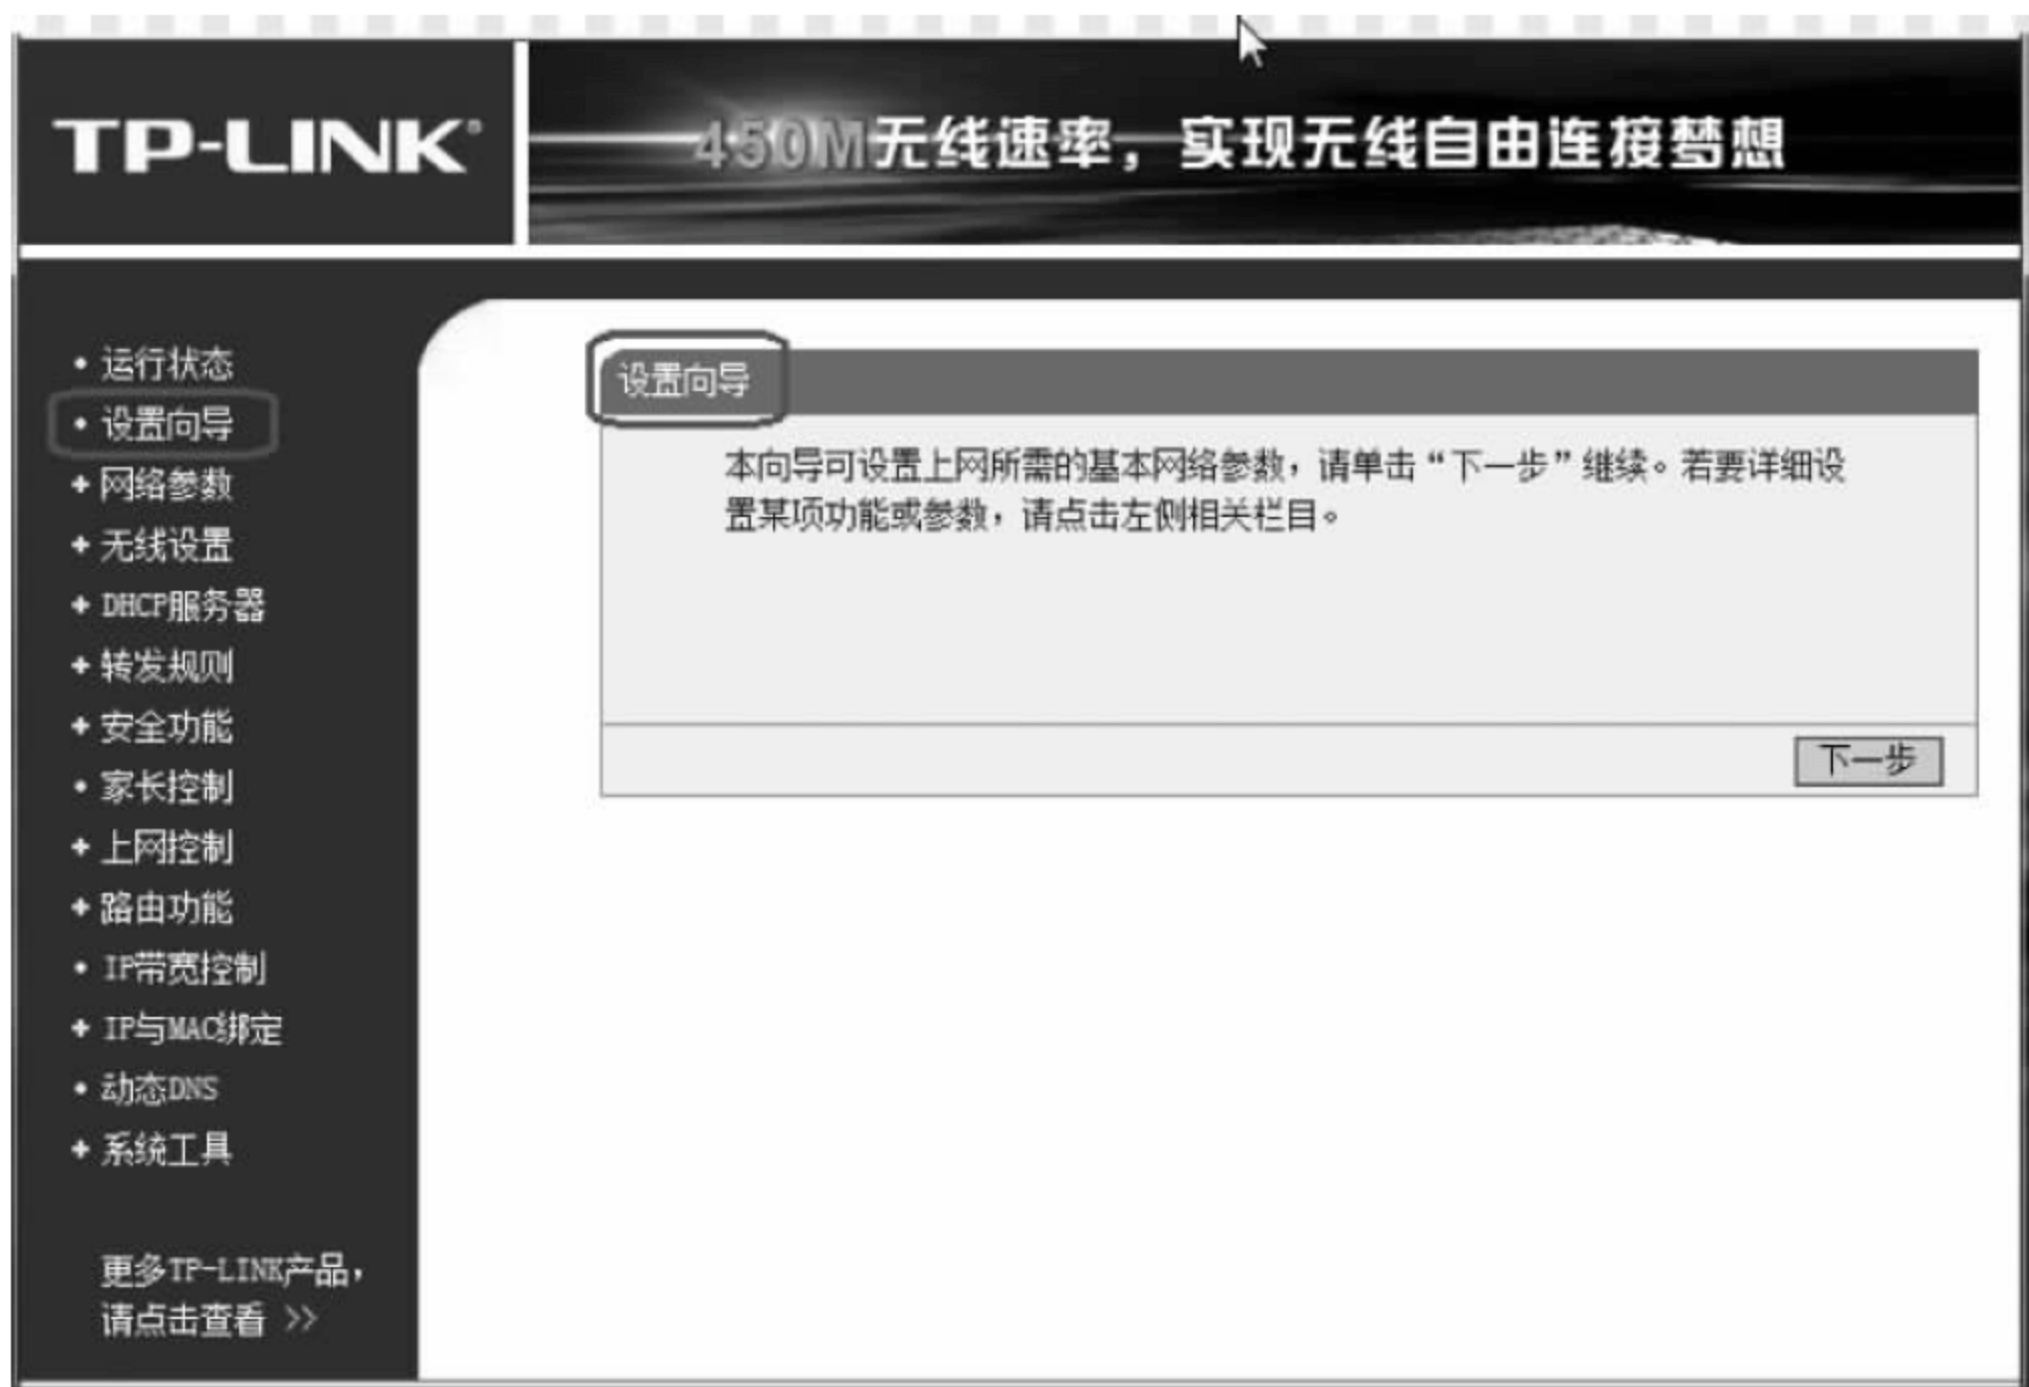 TP-LINK®
450M无线速率，实现无线自由连接梦想
• 运行状态
• 设置向导
+ 网络参数
+ 无线设置
+ DHCP服务器
+ 转发规则
+ 安全功能
• 家长控制
+ 上网控制
+ 路由功能
• IP带宽控制
+ IP与MAC绑定
• 动态DNS
+ 系统工具
更多TP-LINK产品，
请点击查看 >>
设置向导
本向导可设置上网所需的基本网络参数，请单击“下一步”继续。若要详细设
置某项功能或参数，请点击左侧相关栏目。
下一步